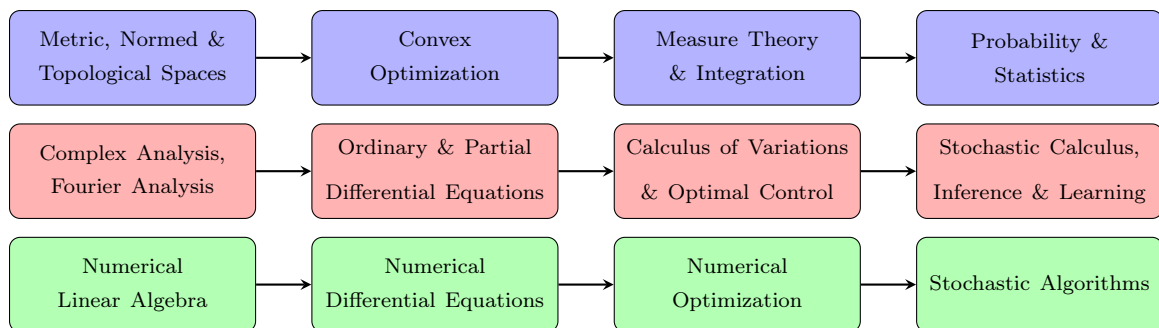 Metric, Normed &
Topological Spaces
Convex
Optimization
Measure Theory
& Integration
Probability &
Statistics
Complex Analysis,
Fourier Analysis
Ordinary & Partial
Differential Equations
Calculus of Variations
& Optimal Control
Stochastic Calculus,
Inference & Learning
Numerical
Linear Algebra
Numerical
Differential Equations
Numerical
Optimization
Stochastic Algorithms